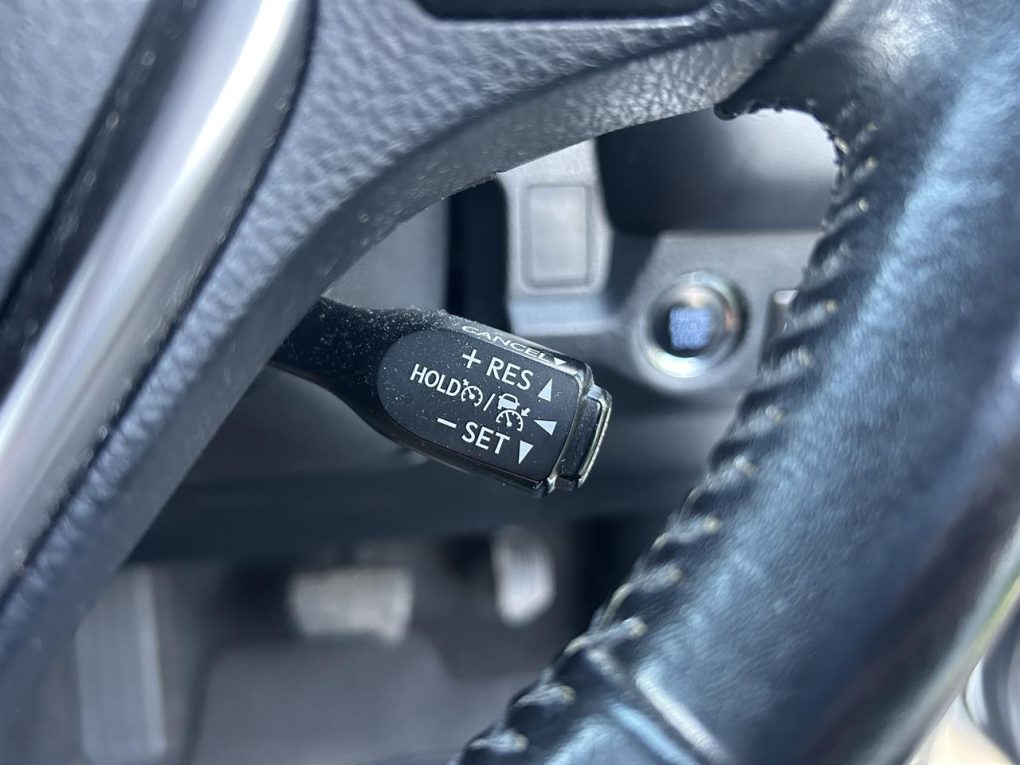 CANCEL
+ RES
HOLD /
- SET